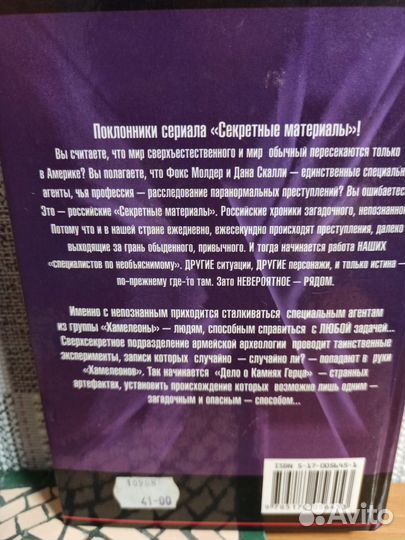 Поклонники сериала «Секретные материалы»!
Вы считаете, что мир сверхъестественного и мир обычный пересекаются только
в Америке? Вы полагаете, что Фокс Молдер и Дана Скалли — единственные специальн
агенты, чья профессия — расследование паранормальных преступлений? Вы ошибаетес
Это — российские «Секретные материалы». Российские хроники загадочного, непознанног
Потому что и в нашей стране ежедневно, ежесекундно происходят преступления, далеко
выходящие за грань обыденного, привычного. И тогда начинается работа НАШИХ
«специалистов по необъяснимому». ДРУГИЕ ситуации, ДРУГИЕ персонажи, и только истина —
по-прежнему где-то там. Зато НЕВЕРОЯТНОЕ — РЯДОМ.
Именно с непознанным приходится сталкиваться специальным агентам
из группы «Хамелеоны» — людям, способным справиться с ЛЮБОЙ задачей...
Сверхсекретное подразделение армейской археологии проводит таинственные
эксперименты, записи которых случайно — случайно ли? — попадают в руки
«Хамелеонов». Так начинается «Дело о Камнях Герца» — странных
артефактах, установить происхождение которых возможно лишь одним —
загадочным и опасным — способом...
ISBN 5-17-005645-1
41-00
Avito